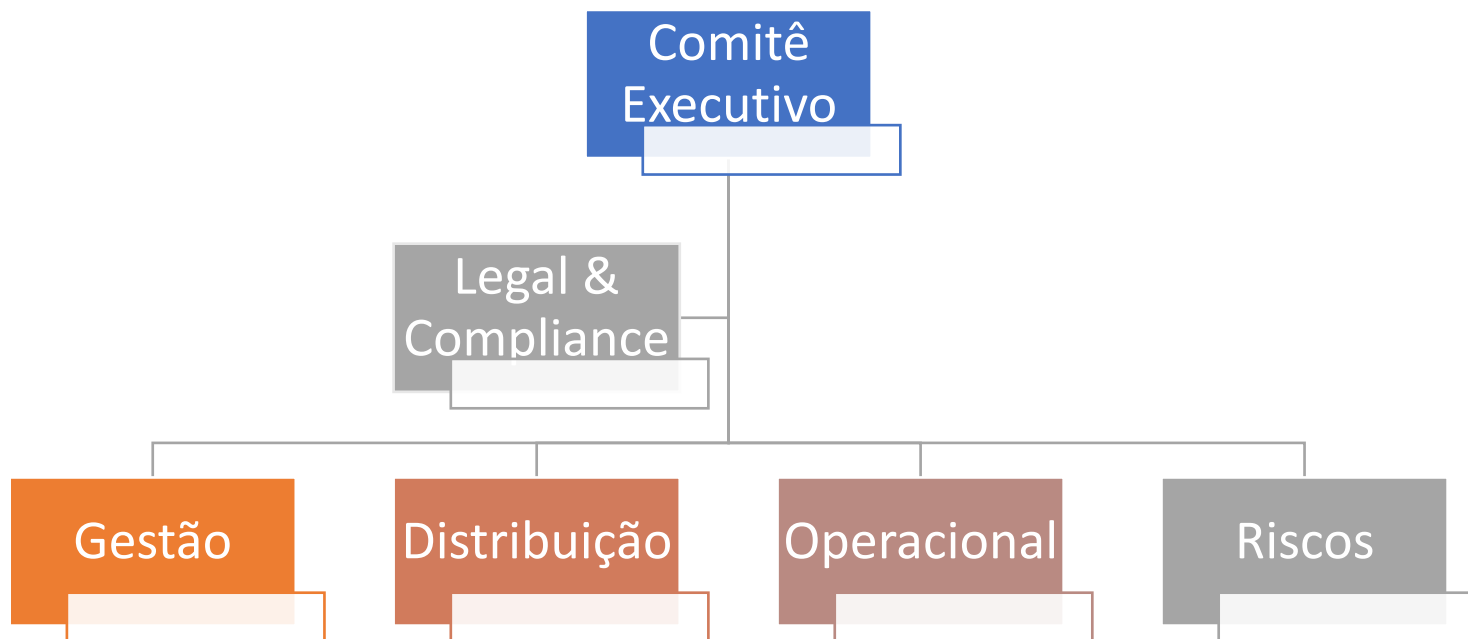 Comitê
Executivo
Legal &
Compliance
Gestão
Distribuição
Operacional
Riscos